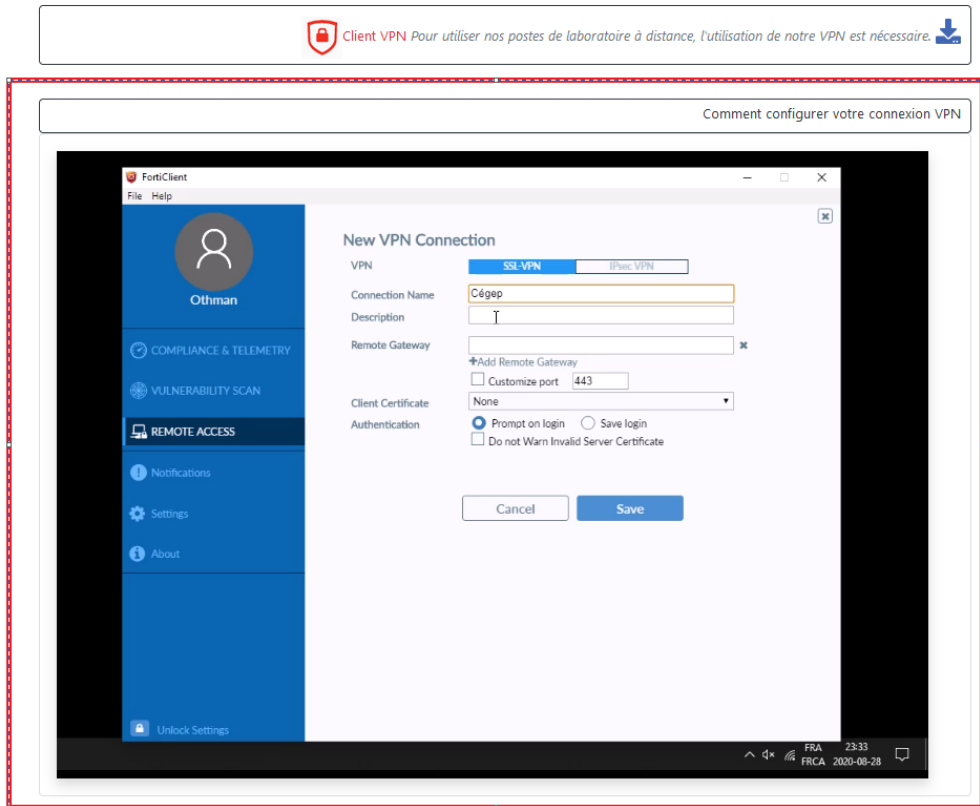 Client VPN Pour utiliser nos postes de laboratoire à distance, l'utilisation de notre VPN est nécessaire.
Comment configurer votre connexion VPN
FortiClient
File Help
Othman
COMPLIANCE & TELEMETRY
VULNERABILITY SCAN
REMOTE ACCESS
Notifications
Settings
About
Unlock Settings
New VPN Connection
VPN SSL-VPN IPsec VPN
Connection Name Cégep
Description
Remote Gateway
+Add Remote Gateway
Customize port 443
Client Certificate None
Authentication Prompt on login Save login
Do not Warn Invalid Server Certificate
Cancel Save
FRA 23:33
FRCA 2020-08-28